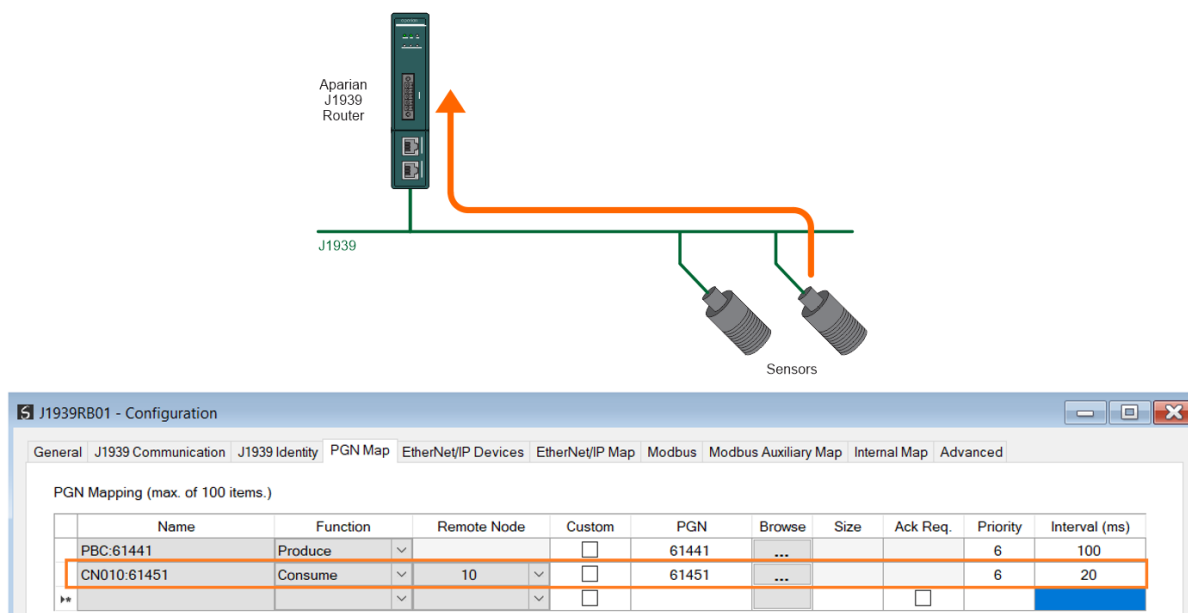 Aparian
J1939
Router
J1939
Sensors
J1939RB01 - Configuration
General J1939 Communication J1939 Identity PGN Map EtherNet/IP Devices EtherNet/IP Map Modbus Modbus Auxiliary Map Internal Map Advanced
PGN Mapping (max. of 100 items.)
Name Function Remote Node Custom PGN Browse Size Ack Req. Priority Interval (ms)
PBC:61441 Produce 61441 ... 6 100
CN010:61451 Consume 10 61451 ... 6 20